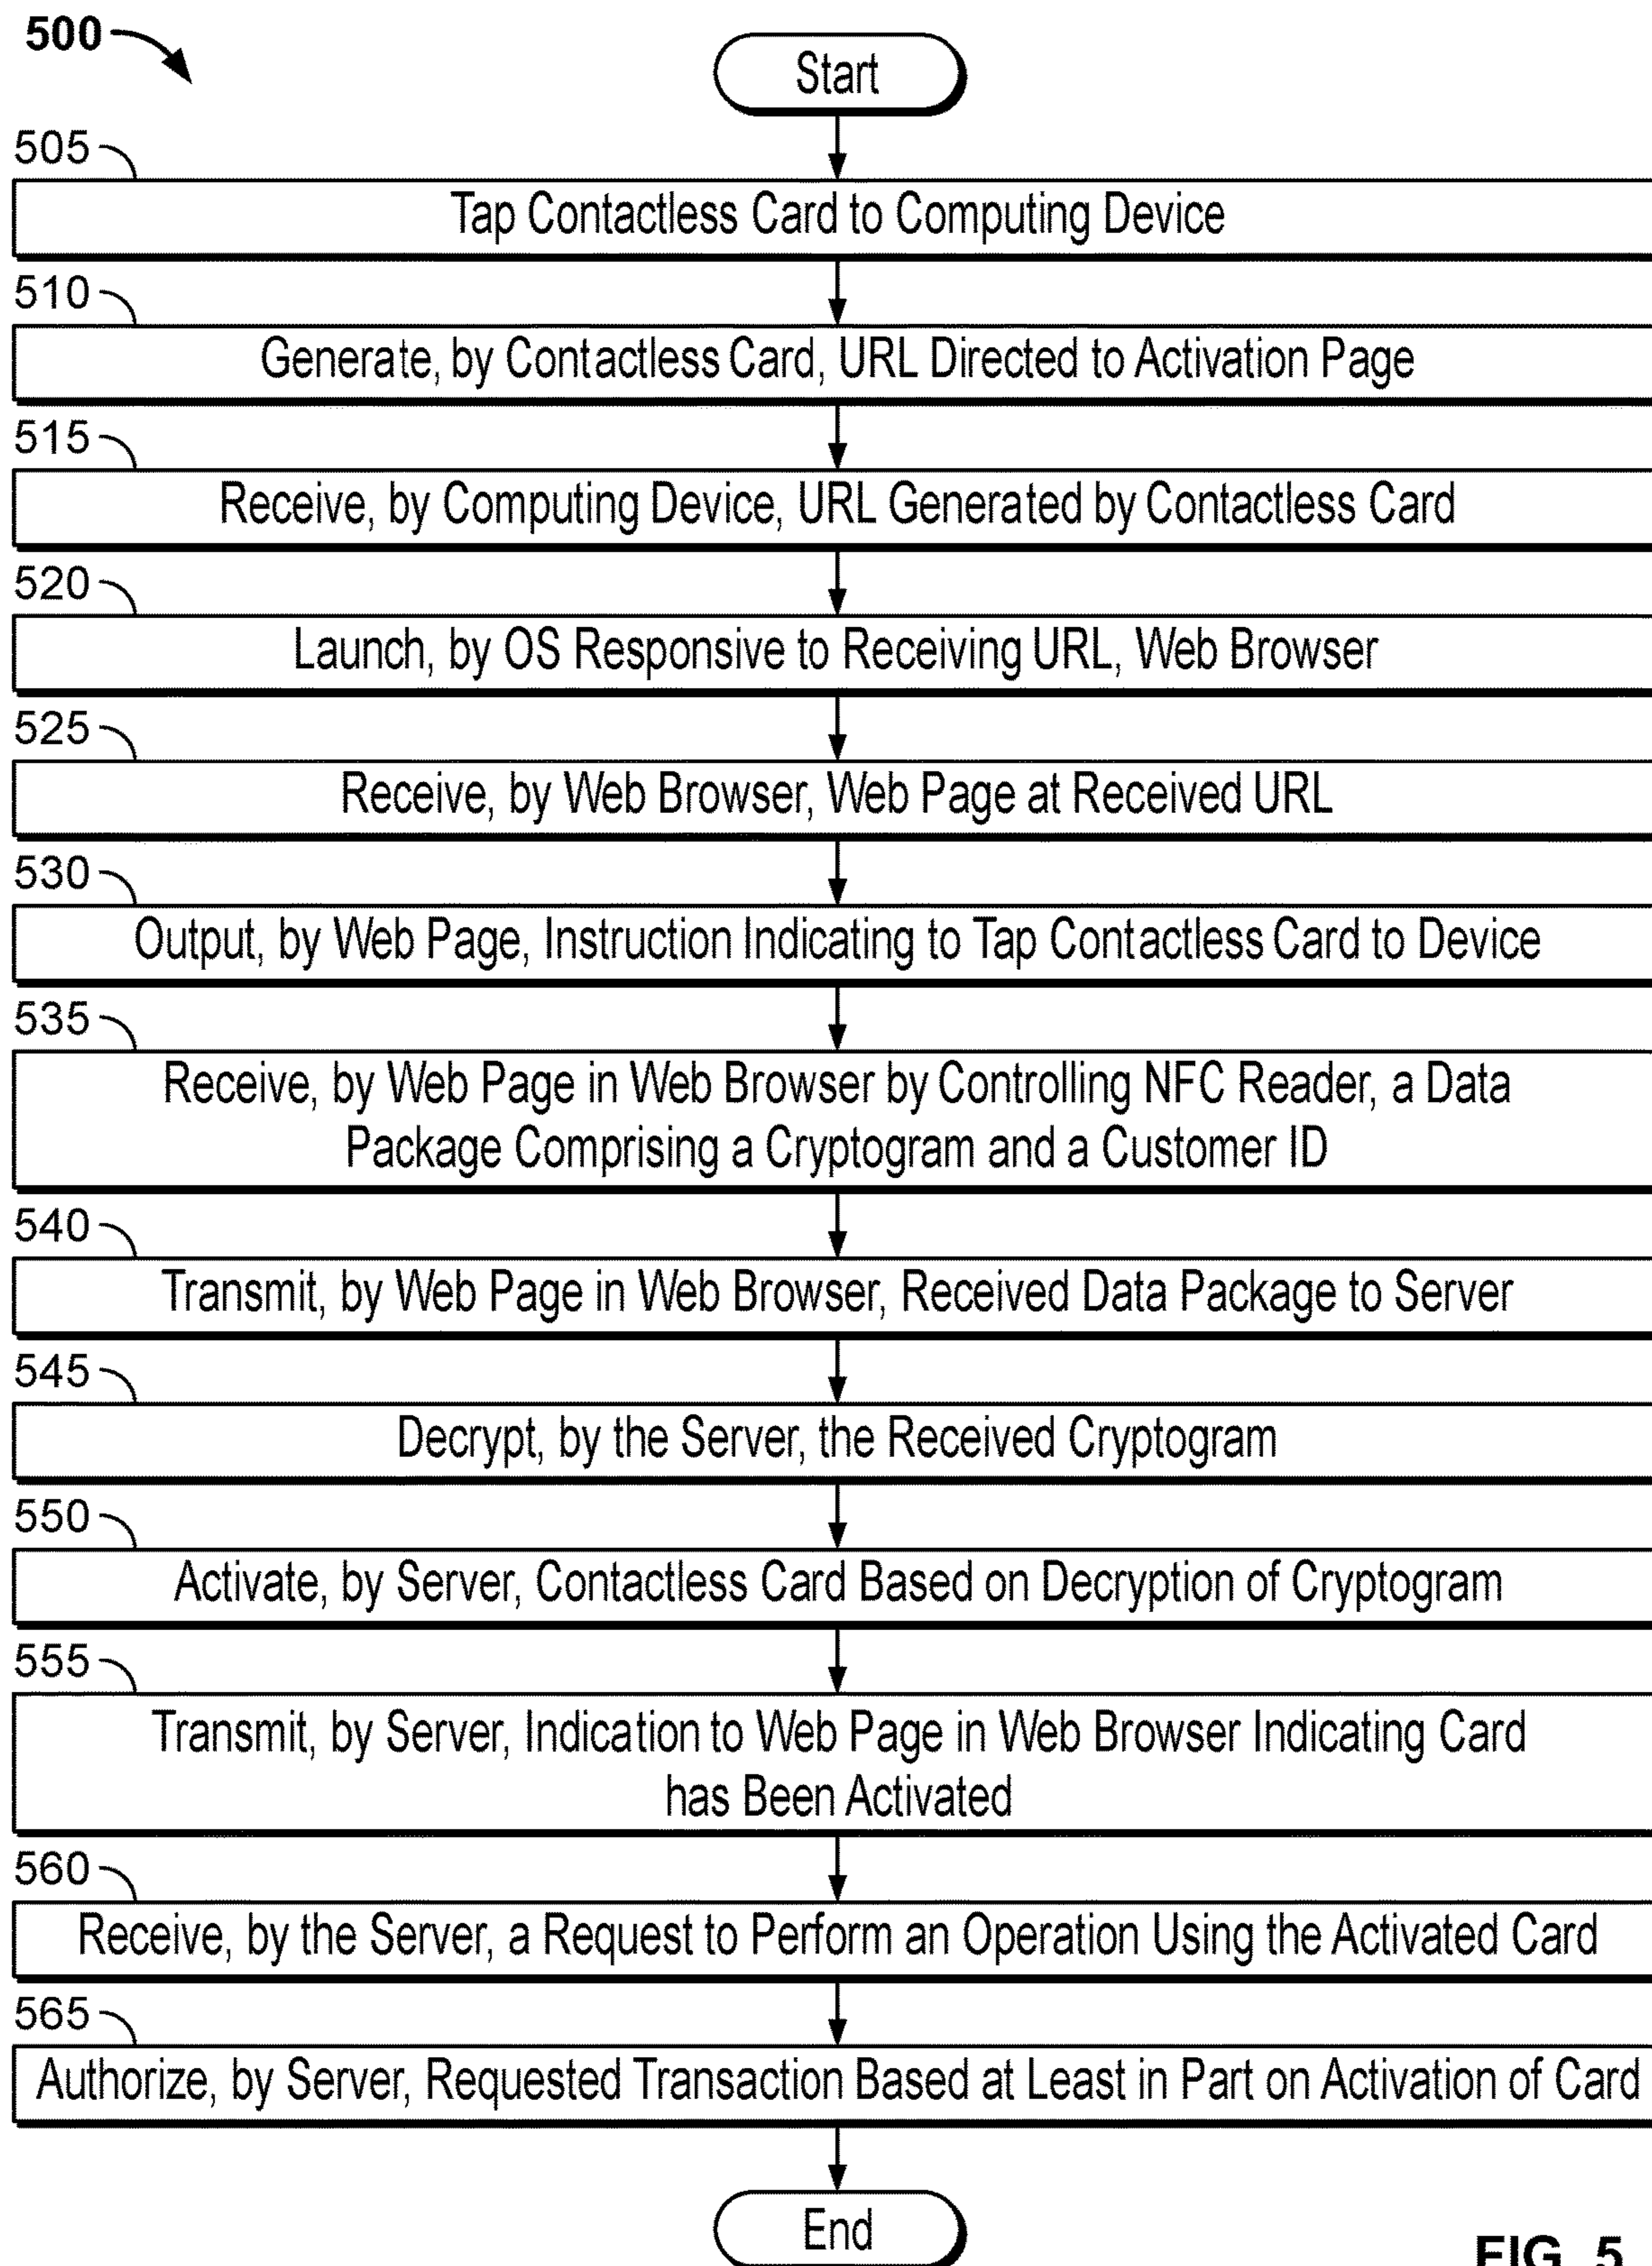 500
Start
505
Tap Contactless Card to Computing Device
510
Generate, by Contactless Card, URL Directed to Activation Page
515
Receive, by Computing Device, URL Generated by Contactless Card
520
Launch, by OS Responsive to Receiving URL, Web Browser
525
Receive, by Web Browser, Web Page at Received URL
530
Output, by Web Page, Instruction Indicating to Tap Contactless Card to Device
535
Receive, by Web Page in Web Browser by Controlling NFC Reader, a Data
Package Comprising a Cryptogram and a Customer ID
540
Transmit, by Web Page in Web Browser, Received Data Package to Server
545
Decrypt, by the Server, the Received Cryptogram
550
Activate, by Server, Contactless Card Based on Decryption of Cryptogram
555
Transmit, by Server, Indication to Web Page in Web Browser Indicating Card
has Been Activated
560
Receive, by the Server, a Request to Perform an Operation Using the Activated Card
565
Authorize, by Server, Requested Transaction Based at Least in Part on Activation of Card
End
FIG. 5